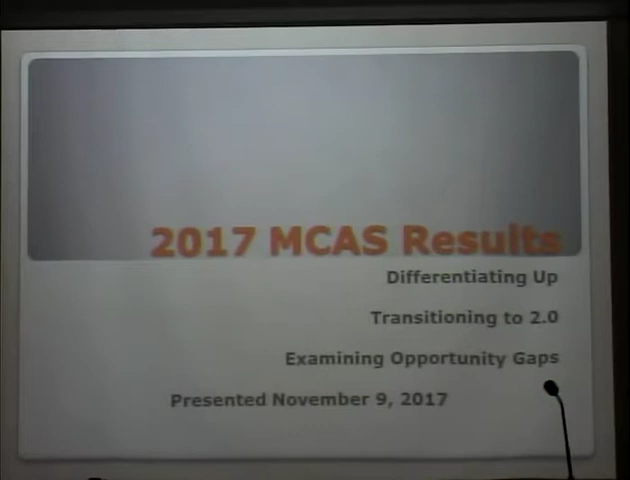 2017 MCAS Results
Differentiating Up
Transitioning to 2.0
Examining Opportunity Gaps
Presented November 9, 2017